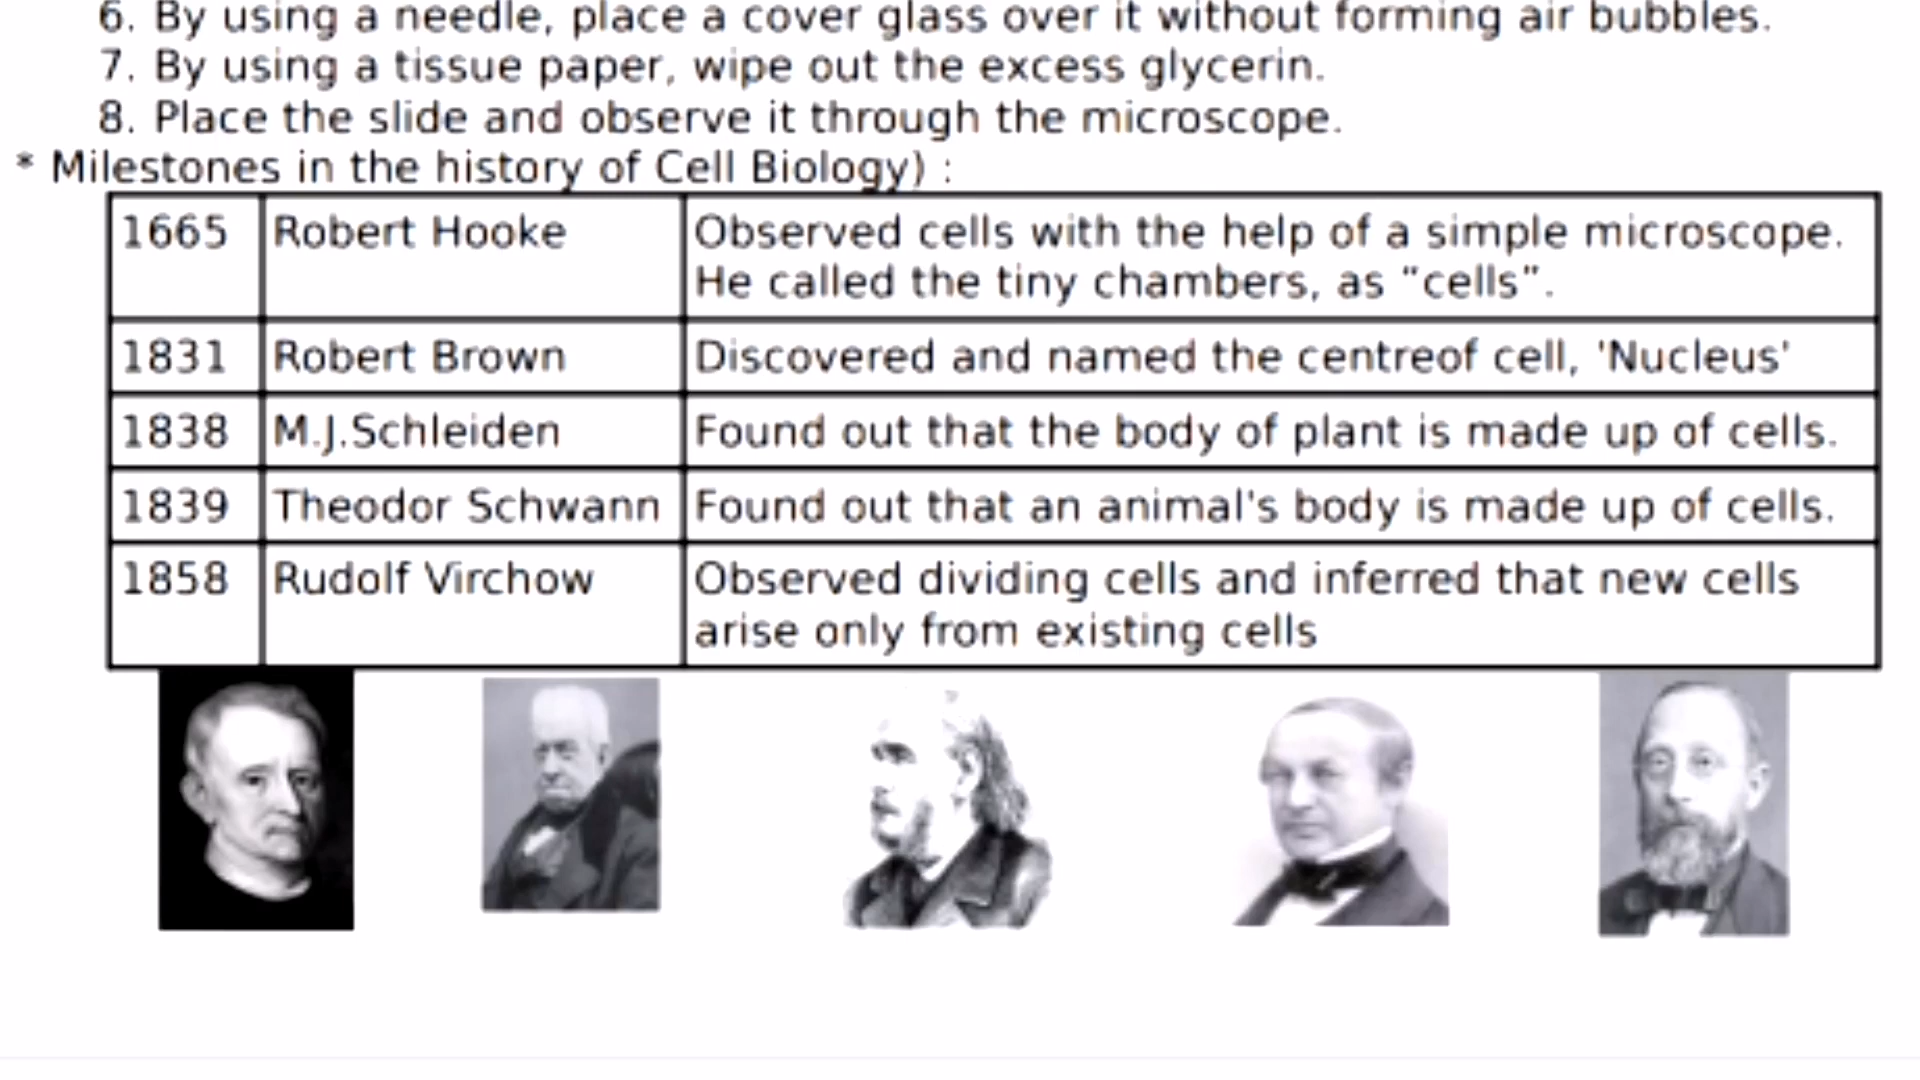 6. By using a needle, place a cover glass over it without forming air bubbles.
7. By using a tissue paper, wipe out the excess glycerin.
8. Place the slide and observe it through the microscope.
* Milestones in the history of Cell Biology) :
1665 Robert Hooke Observed cells with the help of a simple microscope.
He called the tiny chambers, as “cells”.
1831 Robert Brown Discovered and named the centreof cell, 'Nucleus'
1838 M.J.Schleiden Found out that the body of plant is made up of cells.
1839 Theodor Schwann Found out that an animal's body is made up of cells.
1858 Rudolf Virchow Observed dividing cells and inferred that new cells
arise only from existing cells